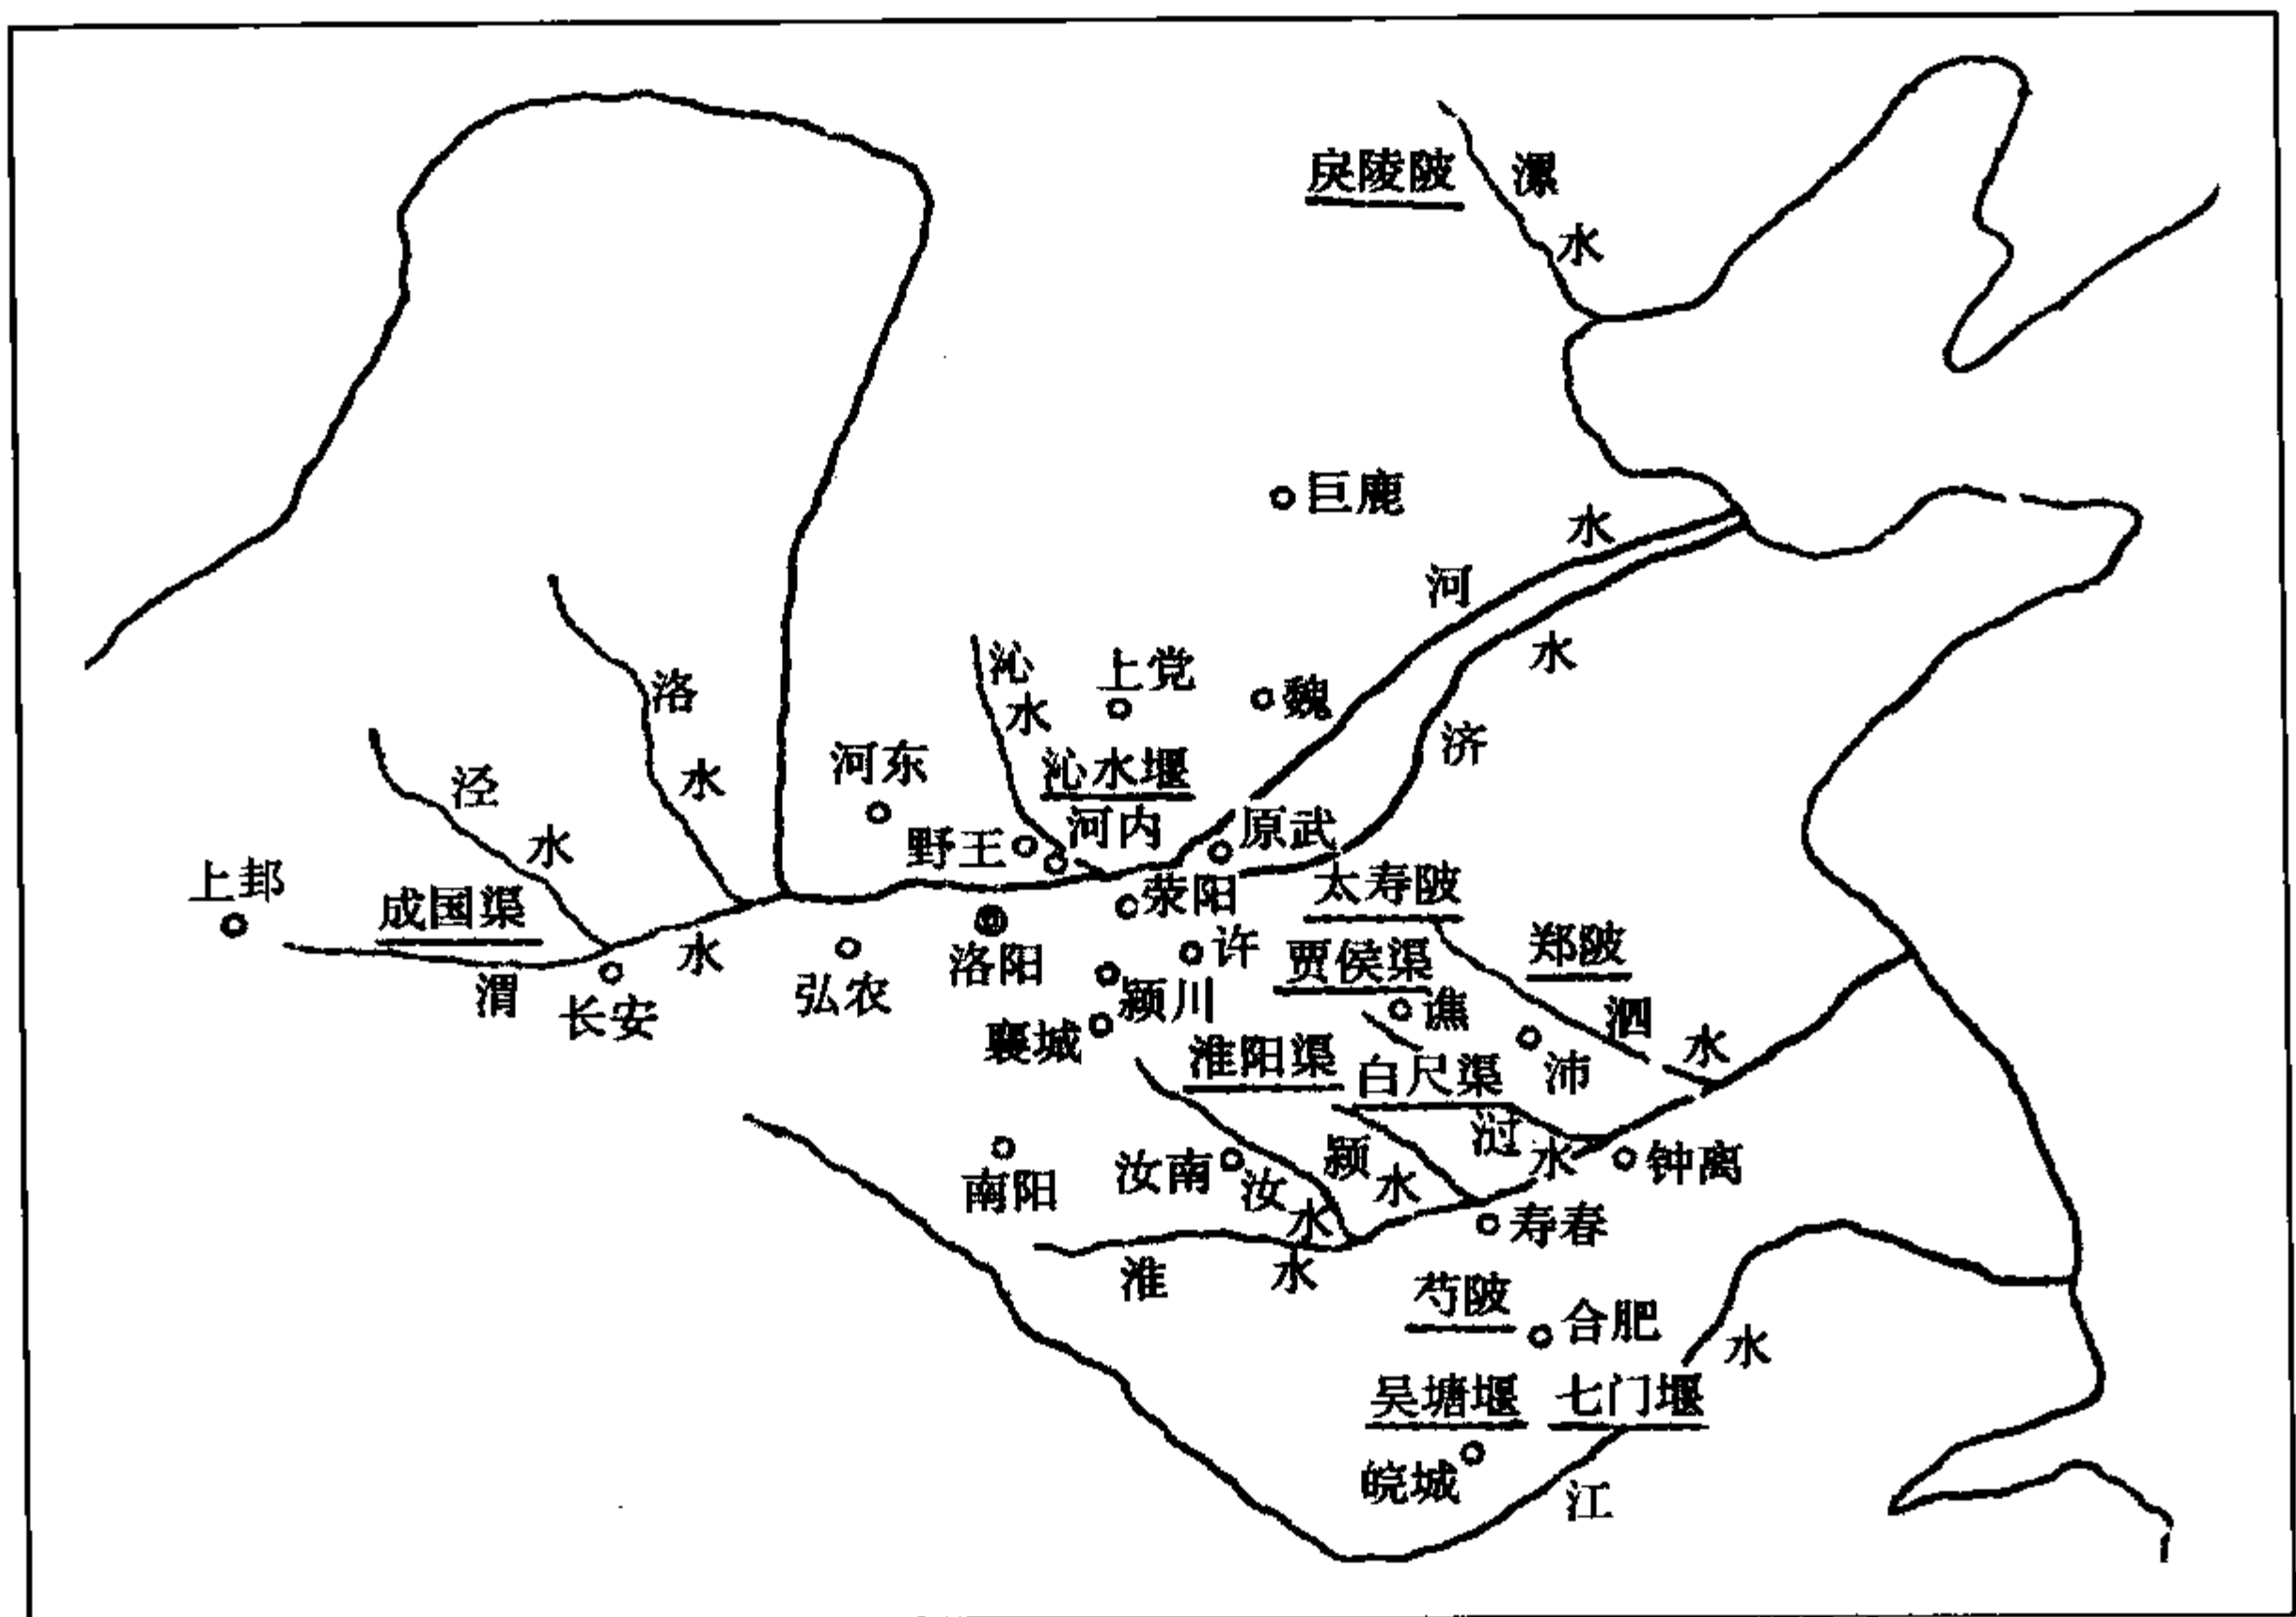 戾陵陂
漯水
巨鹿
河水
济水
沁水
上党
魏
洛水
河东
沁水堰
泾水
野王
河内
原武
上邽
成国渠
荥阳
太寿陂
渭水
长安
弘农
洛阳
许
贾侯渠
郑陂
颍川
谯
泗水
襄城
淮阳渠
白尺渠
沛
涡水
颍水
南阳
汝南
汝水
钟离
寿春
淮水
芍陂
合肥
吴塘堰
七门堰
皖城
江水